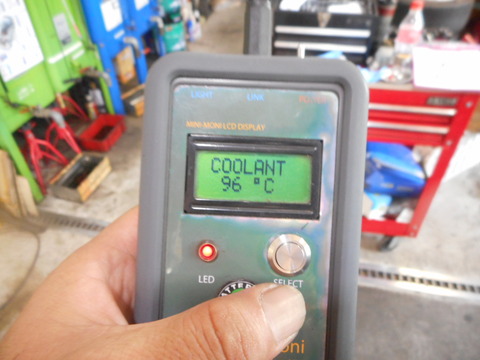 LIGHT LINK
MINI-MONI LCD DISPLAY
COOLANT
96 °C
LED
SELECT